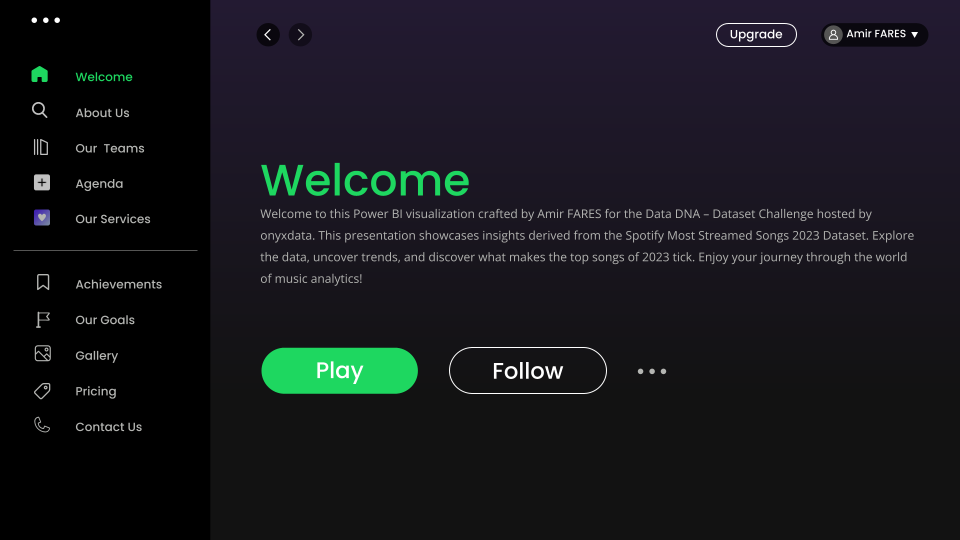 Upgrade
Amir FARES
Welcome
About Us
Our Teams
Agenda
Our Services
Achievements
Our Goals
Gallery
Pricing
Contact Us
Welcome
Welcome to this Power BI visualization crafted by Amir FARES for the Data DNA – Dataset Challenge hosted by
onyxdata. This presentation showcases insights derived from the Spotify Most Streamed Songs 2023 Dataset. Explore
the data, uncover trends, and discover what makes the top songs of 2023 tick. Enjoy your journey through the world
of music analytics!
Play
Follow